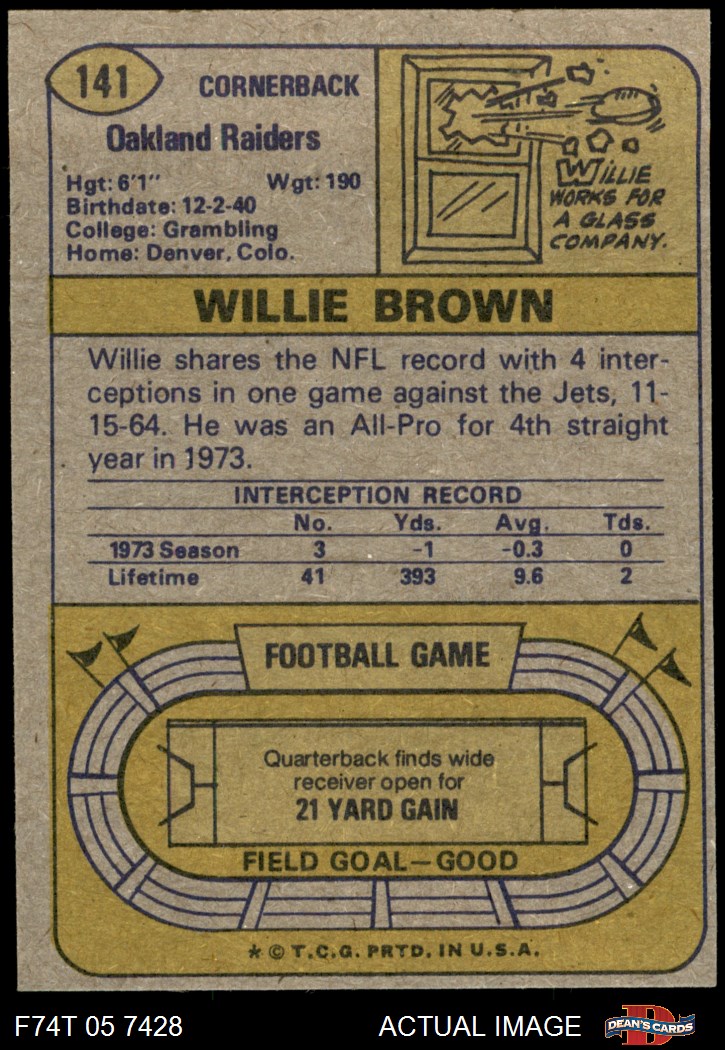 141
CORNERBACK
Oakland Raiders
Hgt: 6'1" Wgt: 190
Birthdate: 12-2-40
College: Grambling
Home: Denver, Colo.
WILLIE
WORKS FOR
A GLASS
COMPANY.
WILLIE BROWN
Willie shares the NFL record with 4 inter-
ceptions in one game against the Jets, 11-
15-64. He was an All-Pro for 4th straight
year in 1973.
INTERCEPTION RECORD
No. Yds. Avg. Tds.
1973 Season 3 -1 -0.3 0
Lifetime 41 393 9.6 2
FOOTBALL GAME
Quarterback finds wide
receiver open for
21 YARD GAIN
FIELD GOAL—GOOD
* © T.C.G. PRTD. IN U.S.A.
F74T 05 7428 ACTUAL IMAGE
D
DEAN'S CARDS